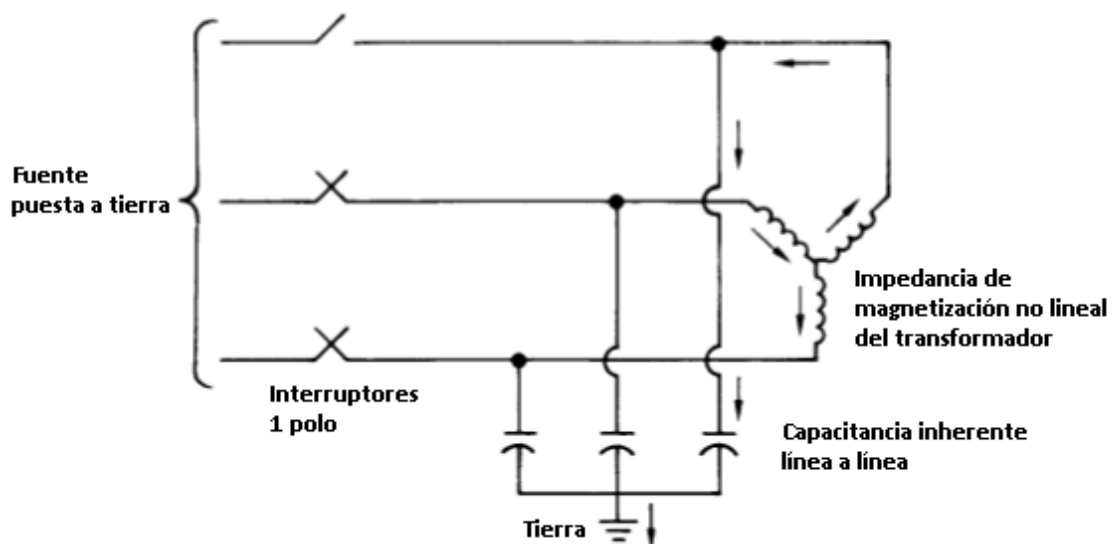 Fuente
puesta a tierra
Impedancia de
magnetización no lineal
del transformador
Interruptores
1 polo
Capacitancia inherente
línea a línea
Tierra